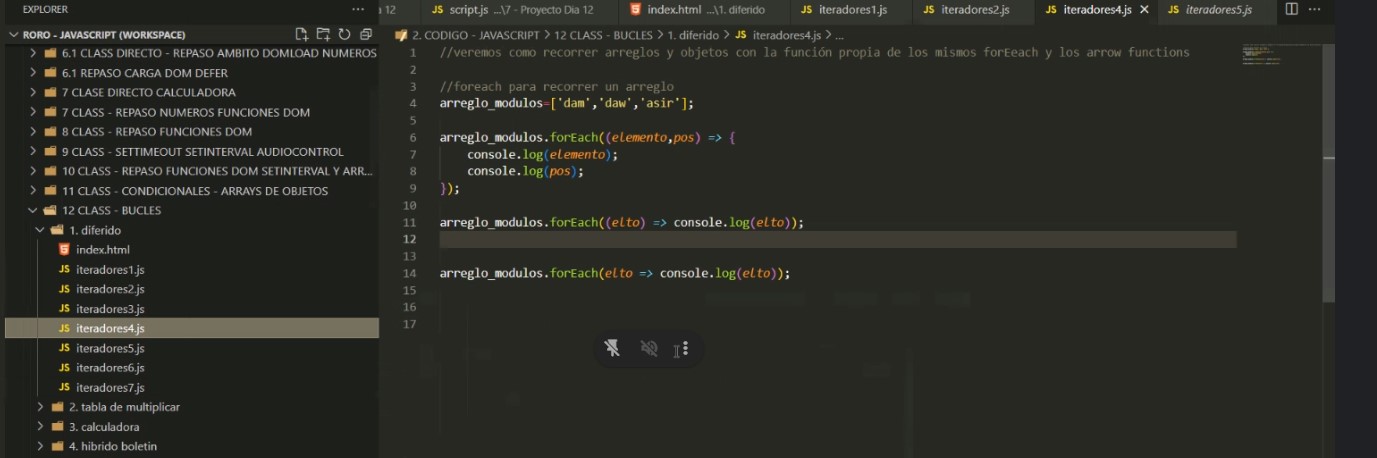 EXPLORER ...
RORO - JAVASCRIPT (WORKSPACE)
6.1 CLASS DIRECTO - REPASO AMBITO DOMLOAD NUMEROS
6.1 REPASO CARGA DOM DEFER
7 CLASE DIRECTO CALCULADORA
7 CLASS - REPASO NUMEROS FUNCIONES DOM
8 CLASS - REPASO FUNCIONES DOM
9 CLASS - SETTIMEOUT SETINTERVAL AUDIOCONTROL
10 CLASS - REPASO FUNCIONES DOM SETINTERVAL Y ARR...
11 CLASS - CONDICIONALES - ARRAYS DE OBJETOS
12 CLASS - BUCLES
1. diferido
index.html
JS iteradores1.js
JS iteradores2.js
JS iteradores3.js
JS iteradores4.js
JS iteradores5.js
JS iteradores6.js
JS iteradores7.js
2. tabla de multiplicar
3. calculadora
4. hibrido boletin
a 12 JS script.js ...\7 - Proyecto Dia 12 index.html ...\1. diferido JS iteradores1.js JS iteradores2.js JS iteradores4.js JS iteradores5.js ...
2. CODIGO - JAVASCRIPT > 12 CLASS - BUCLES > 1. diferido > JS iteradores4.js > ...
1 //veremos como recorrer arreglos y objetos con la función propia de los mismos forEeach y los arrow functions
2
3 //foreach para recorrer un arreglo
4 arreglo_modulos=['dam','daw','asir'];
5
6 arreglo_modulos.forEach((elemento,pos) => {
7 console.log(elemento);
8 console.log(pos);
9 });
10
11 arreglo_modulos.forEach((elto) => console.log(elto));
12
13
14 arreglo_modulos.forEach(elto => console.log(elto));
15
16
17